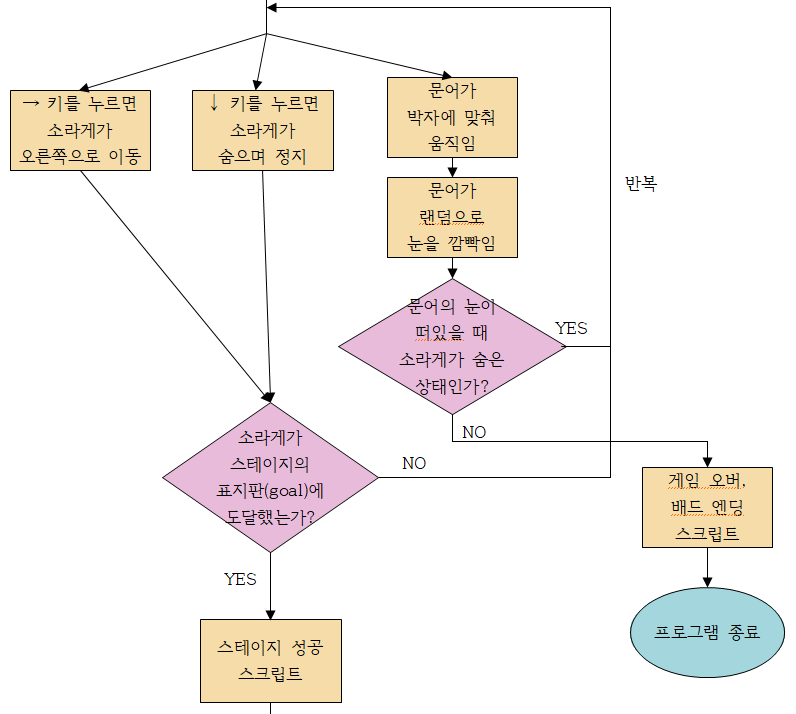 → 키를 누르면
소라게가
오른쪽으로 이동
↓ 키를 누르면
소라게가
숨으며 정지
문어가
박자에 맞춰
움직임
문어가
랜덤으로
눈을 깜빡임
반복
문어의 눈이
떠있을 때
소라게가 숨은
상태인가?
YES
NO
소라게가
스테이지의
표지판(goal)에
도달했는가?
NO
게임 오버,
배드 엔딩
스크립트
YES
스테이지 성공
스크립트
프로그램 종료